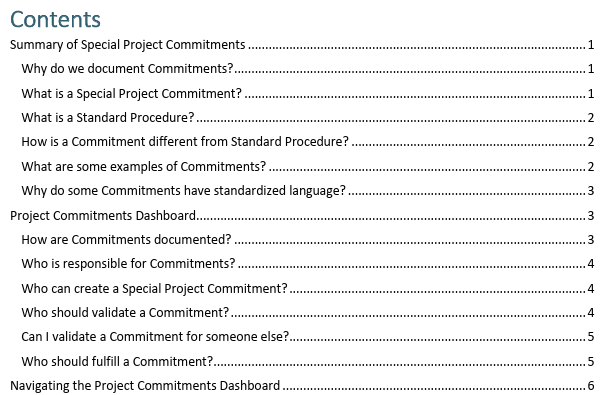 Contents
Summary of Special Project Commitments ........ 1
Why do we document Commitments? ........ 1
What is a Special Project Commitment? ........ 1
What is a Standard Procedure? ........ 2
How is a Commitment different from Standard Procedure? ........ 2
What are some examples of Commitments? ........ 2
Why do some Commitments have standardized language? ........ 3
Project Commitments Dashboard ........ 3
How are Commitments documented? ........ 3
Who is responsible for Commitments? ........ 4
Who can create a Special Project Commitment? ........ 4
Who should validate a Commitment? ........ 4
Can I validate a Commitment for someone else? ........ 5
Who should fulfill a Commitment? ........ 5
Navigating the Project Commitments Dashboard ........ 6